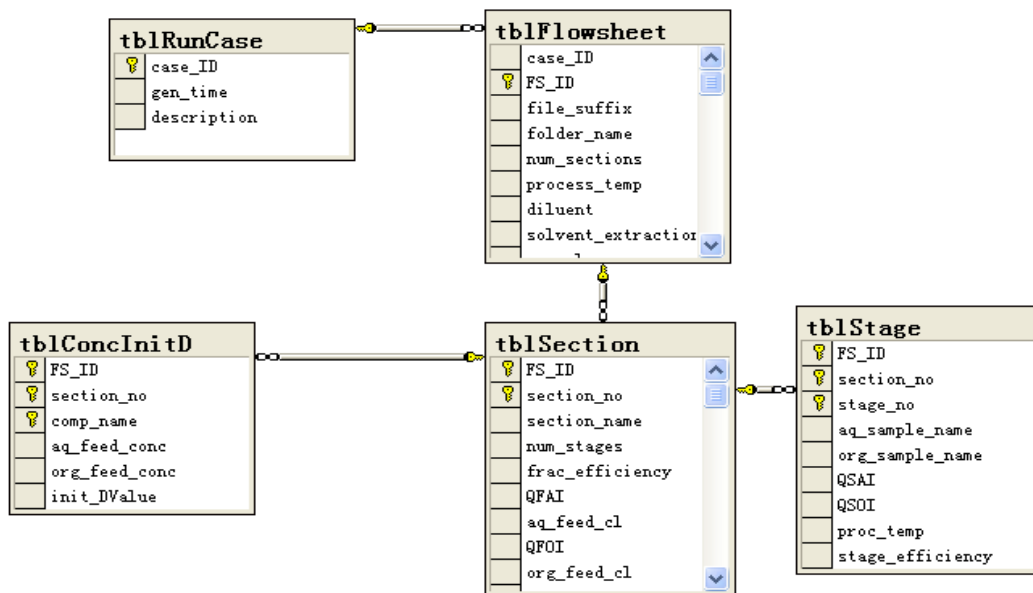 tblRunCase
case_ID
gen_time
description
tblFlowsheet
case_ID
FS_ID
file_suffix
folder_name
num_sections
process_temp
diluent
solvent_extraction
tblConcInitD
FS_ID
section_no
comp_name
aq_feed_conc
org_feed_conc
init_DValue
tblSection
FS_ID
section_no
section_name
num_stages
frac_efficiency
QFAI
aq_feed_cl
QFOI
org_feed_cl
tblStage
FS_ID
section_no
stage_no
aq_sample_name
org_sample_name
QSAI
QSOI
proc_temp
stage_efficiency